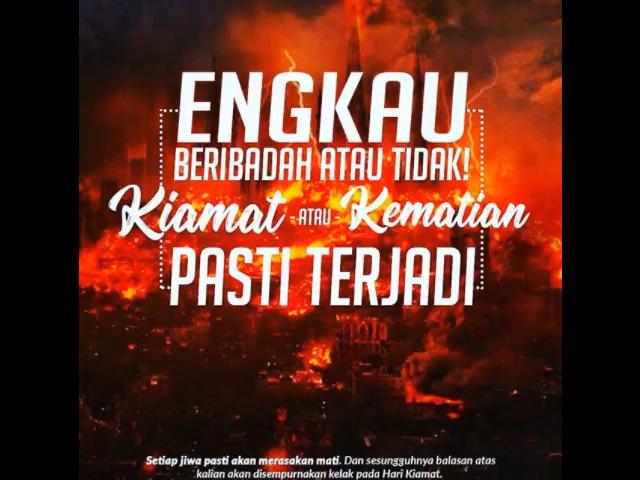 ENGKAU
BERIBADAH ATAU TIDAK!
Kiamat - ATAU - Kematian
PASTI TERJADI
Setiap jiwa pasti akan merasakan mati. Dan sesungguhnya balasan atas
kalian akan disempurnakan kelak pada Hari Kiamat.